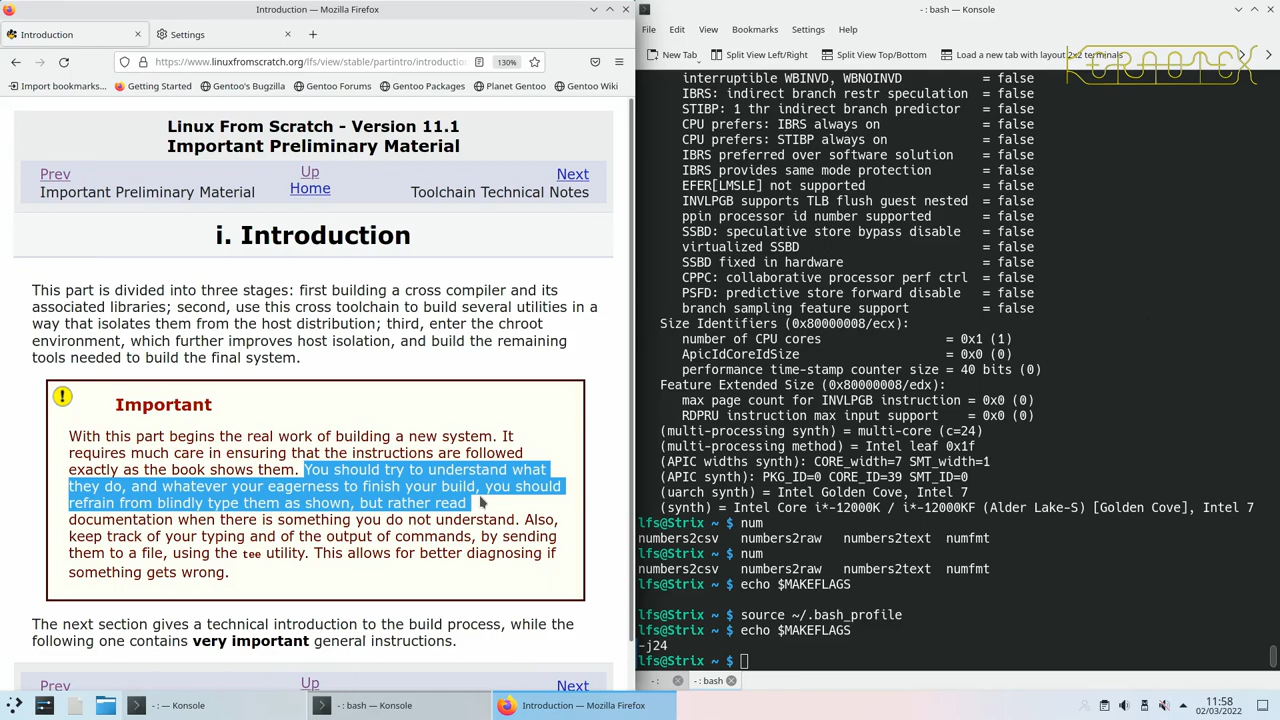 Introduction — Mozilla Firefox
Introduction
Settings
https://www.linuxfromscratch.org/lfs/view/stable/partintro/introductio
130%
Import bookmarks...
Getting Started
Gentoo's Bugzilla
Gentoo Forums
Gentoo Packages
Planet Gentoo
Gentoo Wiki
Linux From Scratch - Version 11.1
Important Preliminary Material
Prev
Up
Next
Important Preliminary Material
Home
Toolchain Technical Notes
i. Introduction
This part is divided into three stages: first building a cross compiler and its
associated libraries; second, use this cross toolchain to build several utilities in a
way that isolates them from the host distribution; third, enter the chroot
environment, which further improves host isolation, and build the remaining
tools needed to build the final system.
Important
With this part begins the real work of building a new system. It
requires much care in ensuring that the instructions are followed
exactly as the book shows them. You should try to understand what
they do, and whatever your eagerness to finish your build, you should
refrain from blindly type them as shown, but rather read
documentation when there is something you do not understand. Also,
keep track of your typing and of the output of commands, by sending
them to a file, using the tee utility. This allows for better diagnosing if
something gets wrong.
The next section gives a technical introduction to the build process, while the
following one contains very important general instructions.
Prev
Up
Next
- : bash — Konsole
File Edit View Bookmarks Settings Help
New Tab
Split View Left/Right
Split View Top/Bottom
Load a new tab with layout 2x2 terminals
interruptible WBINVD, WBNOINVD = false
IBRS: indirect branch restr speculation = false
STIBP: 1 thr indirect branch predictor = false
CPU prefers: IBRS always on = false
CPU prefers: STIBP always on = false
IBRS preferred over software solution = false
IBRS provides same mode protection = false
EFER[LMSLE] not supported = false
INVLPGB supports TLB flush guest nested = false
ppin processor id number supported = false
SSBD: speculative store bypass disable = false
virtualized SSBD = false
SSBD fixed in hardware = false
CPPC: collaborative processor perf ctrl = false
PSFD: predictive store forward disable = false
branch sampling feature support = false
Size Identifiers (0x80000008/ecx):
number of CPU cores = 0x1 (1)
ApicIdCoreIdSize = 0x0 (0)
performance time-stamp counter size = 40 bits (0)
Feature Extended Size (0x80000008/edx):
max page count for INVLPGB instruction = 0x0 (0)
RDPRU instruction max input support = 0x0 (0)
(multi-processing synth) = multi-core (c=24)
(multi-processing method) = Intel leaf 0x1f
(APIC widths synth): CORE_width=7 SMT_width=1
(APIC synth): PKG_ID=0 CORE_ID=39 SMT_ID=0
(uarch synth) = Intel Golden Cove, Intel 7
(synth) = Intel Core i*-12000K / i*-12000KF (Alder Lake-S) [Golden Cove], Intel 7
lfs@Strix ~ $ num
numbers2csv numbers2raw numbers2text numfmt
lfs@Strix ~ $ num
numbers2csv numbers2raw numbers2text numfmt
lfs@Strix ~ $ echo $MAKEFLAGS
lfs@Strix ~ $ source ~/.bash_profile
lfs@Strix ~ $ echo $MAKEFLAGS
-j24
lfs@Strix ~ $
- :
- : bash
- : — Konsole
- : bash — Konsole
Introduction — Mozilla Firefox
11:58
02/03/2022